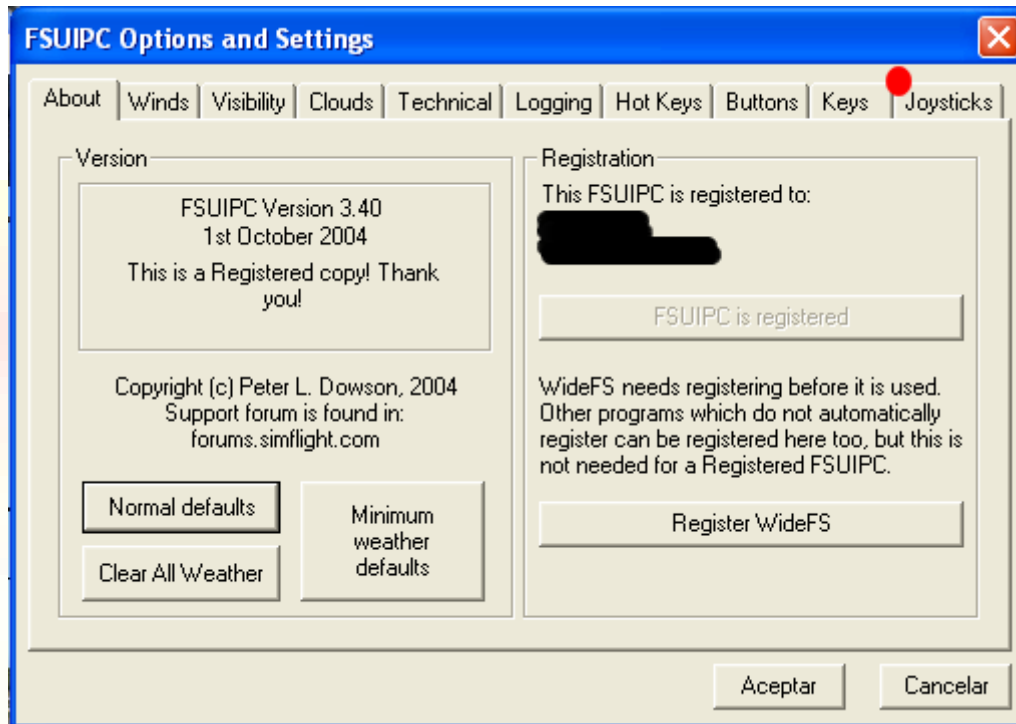 FSUIPC Options and Settings
About Winds Visibility Clouds Technical Logging Hot Keys Buttons Keys Joysticks
Version
FSUIPC Version 3.40
1st October 2004
This is a Registered copy! Thank
you!
Copyright (c) Peter L. Dowson, 2004
Support forum is found in:
forums.simflight.com
Normal defaults
Clear All Weather
Minimum
weather
defaults
Registration
This FSUIPC is registered to:
FSUIPC is registered
WideFS needs registering before it is used.
Other programs which do not automatically
register can be registered here too, but this is
not needed for a Registered FSUIPC.
Register WideFS
Aceptar
Cancelar